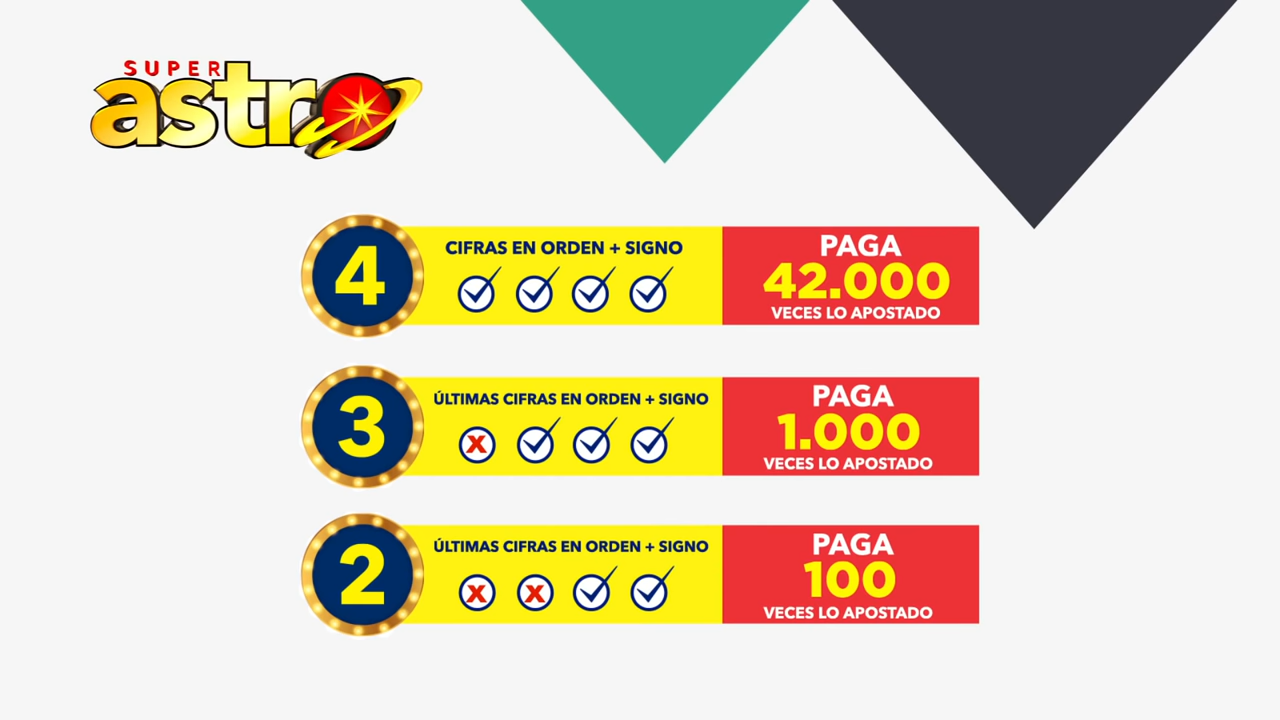 SUPER
astro
4
CIFRAS EN ORDEN + SIGNO
PAGA
42.000
VECES LO APOSTADO
3
ÚLTIMAS CIFRAS EN ORDEN + SIGNO
X
PAGA
1.000
VECES LO APOSTADO
2
ÚLTIMAS CIFRAS EN ORDEN + SIGNO
X X
PAGA
100
VECES LO APOSTADO